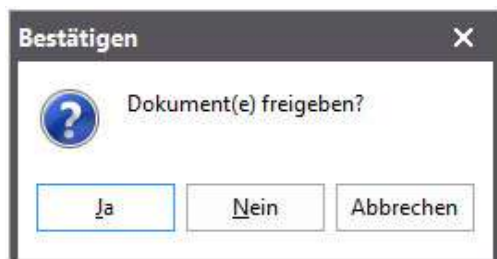 Bestätigen
Dokument(e) freigeben?
Ja
Nein
Abbrechen